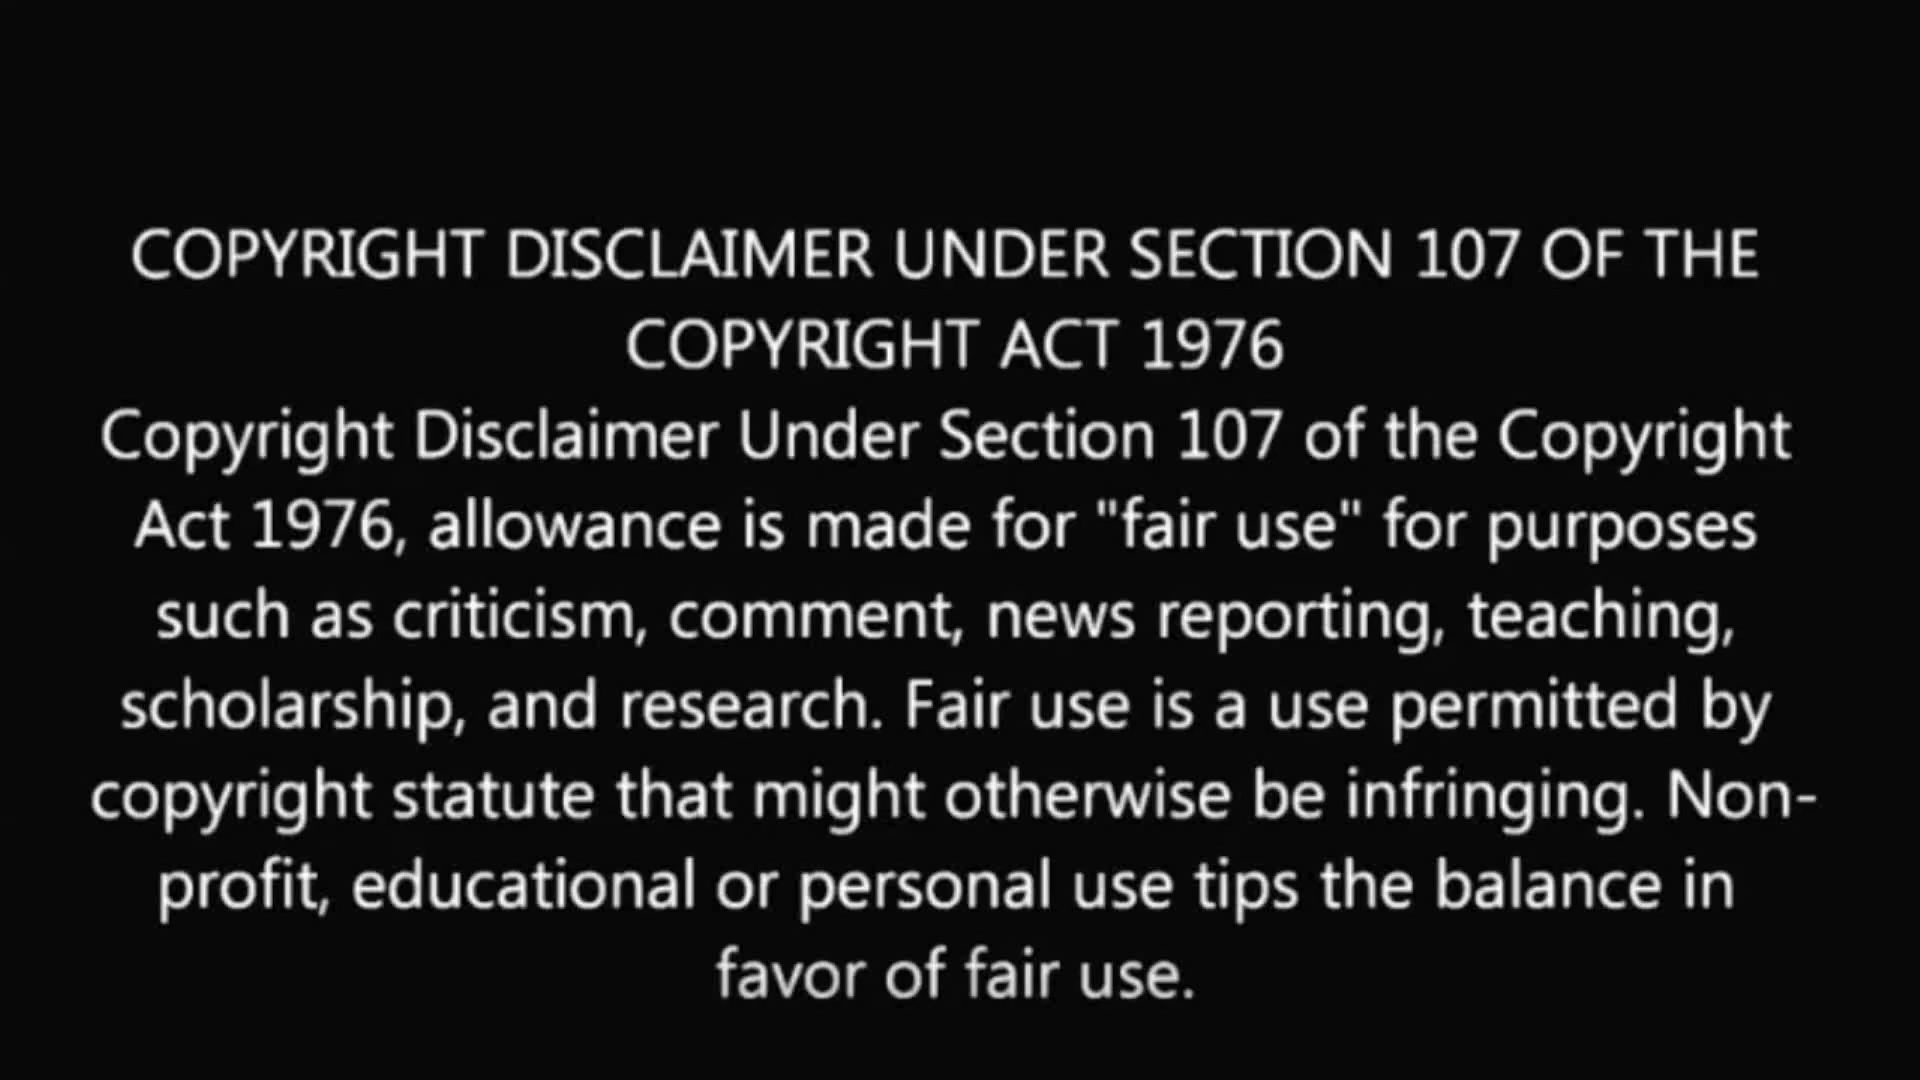 COPYRIGHT DISCLAIMER UNDER SECTION 107 OF THE
COPYRIGHT ACT 1976
Copyright Disclaimer Under Section 107 of the Copyright
Act 1976, allowance is made for "fair use" for purposes
such as criticism, comment, news reporting, teaching,
scholarship, and research. Fair use is a use permitted by
copyright statute that might otherwise be infringing. Non-
profit, educational or personal use tips the balance in
favor of fair use.